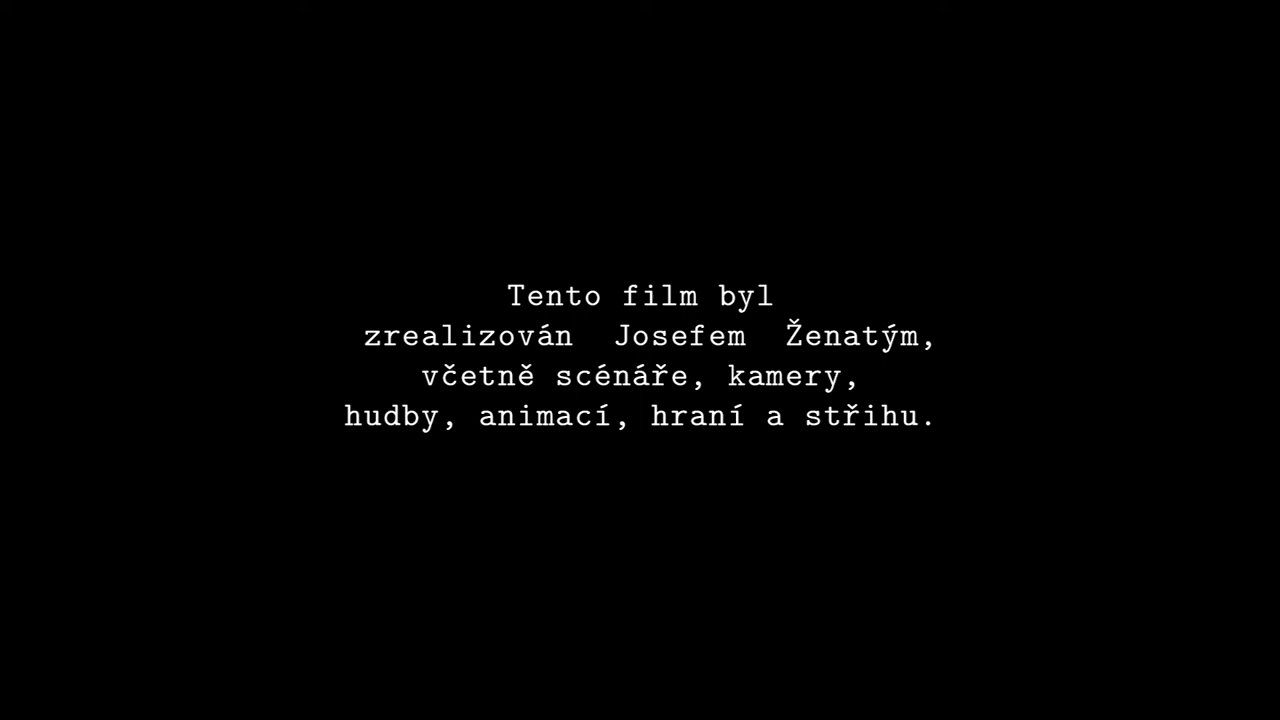 Tento film byl
zrealizován Josefem Ženatým,
včetně scénáře, kamery,
hudby, animací, hraní a střihu.